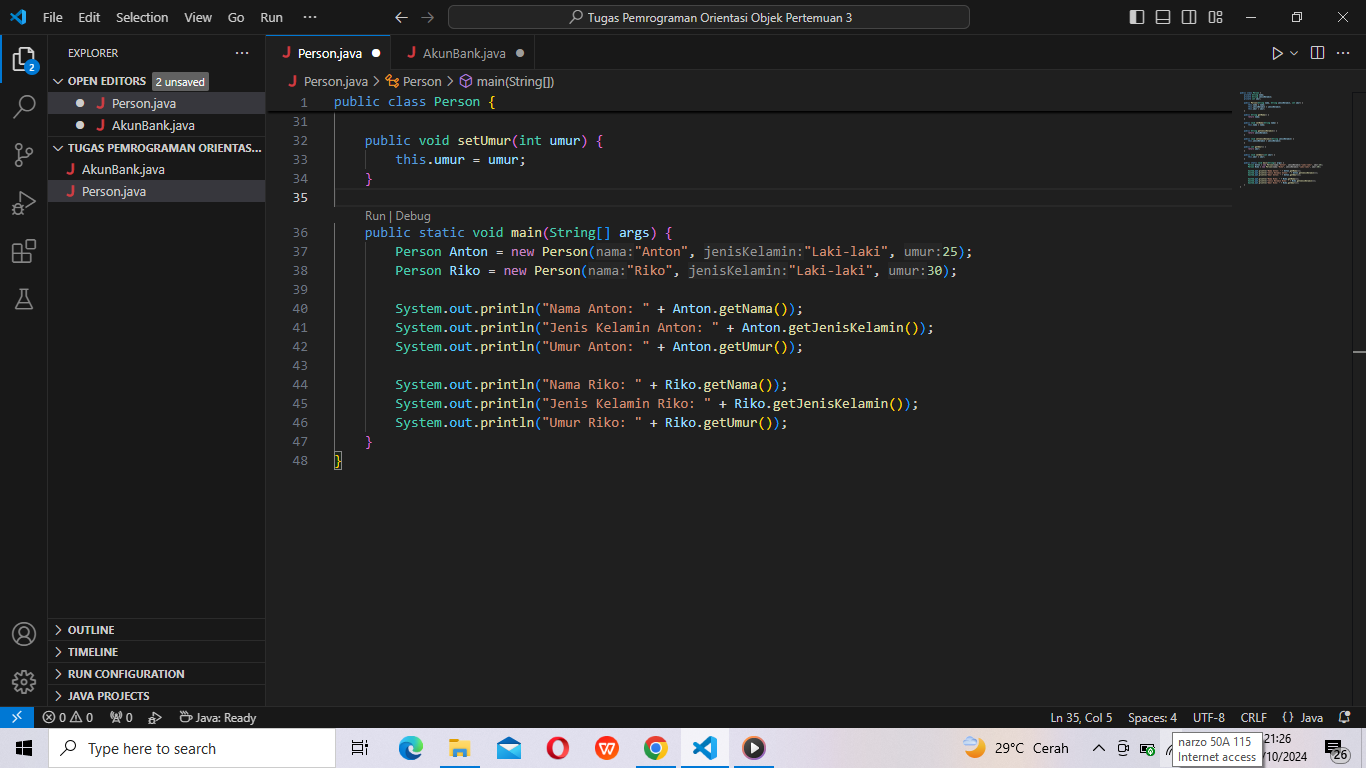 File Edit Selection View Go Run ···
Tugas Pemrograman Orientasi Objek Pertemuan 3
EXPLORER
OPEN EDITORS 2 unsaved
Person.java
AkunBank.java
TUGAS PEMROGRAMAN ORIENTAS...
AkunBank.java
Person.java
OUTLINE
TIMELINE
RUN CONFIGURATION
JAVA PROJECTS
2
Person.java AkunBank.java
Person.java > Person > main(String[])
1 public class Person {
31
32 public void setUmur(int umur) {
33 this.umur = umur;
34 }
35
Run | Debug
36 public static void main(String[] args) {
37 Person Anton = new Person(nama:"Anton", jenisKelamin:"Laki-laki", umur:25);
38 Person Riko = new Person(nama:"Riko", jenisKelamin:"Laki-laki", umur:30);
39
40 System.out.println("Nama Anton: " + Anton.getNama());
41 System.out.println("Jenis Kelamin Anton: " + Anton.getJenisKelamin());
42 System.out.println("Umur Anton: " + Anton.getUmur());
43
44 System.out.println("Nama Riko: " + Riko.getNama());
45 System.out.println("Jenis Kelamin Riko: " + Riko.getJenisKelamin());
46 System.out.println("Umur Riko: " + Riko.getUmur());
47 }
48 }
0 0 0 Java: Ready
Ln 35, Col 5 Spaces: 4 UTF-8 CRLF {} Java
Type here to search
29°C Cerah
narzo 50A 115
Internet access
21:26
/10/2024
26